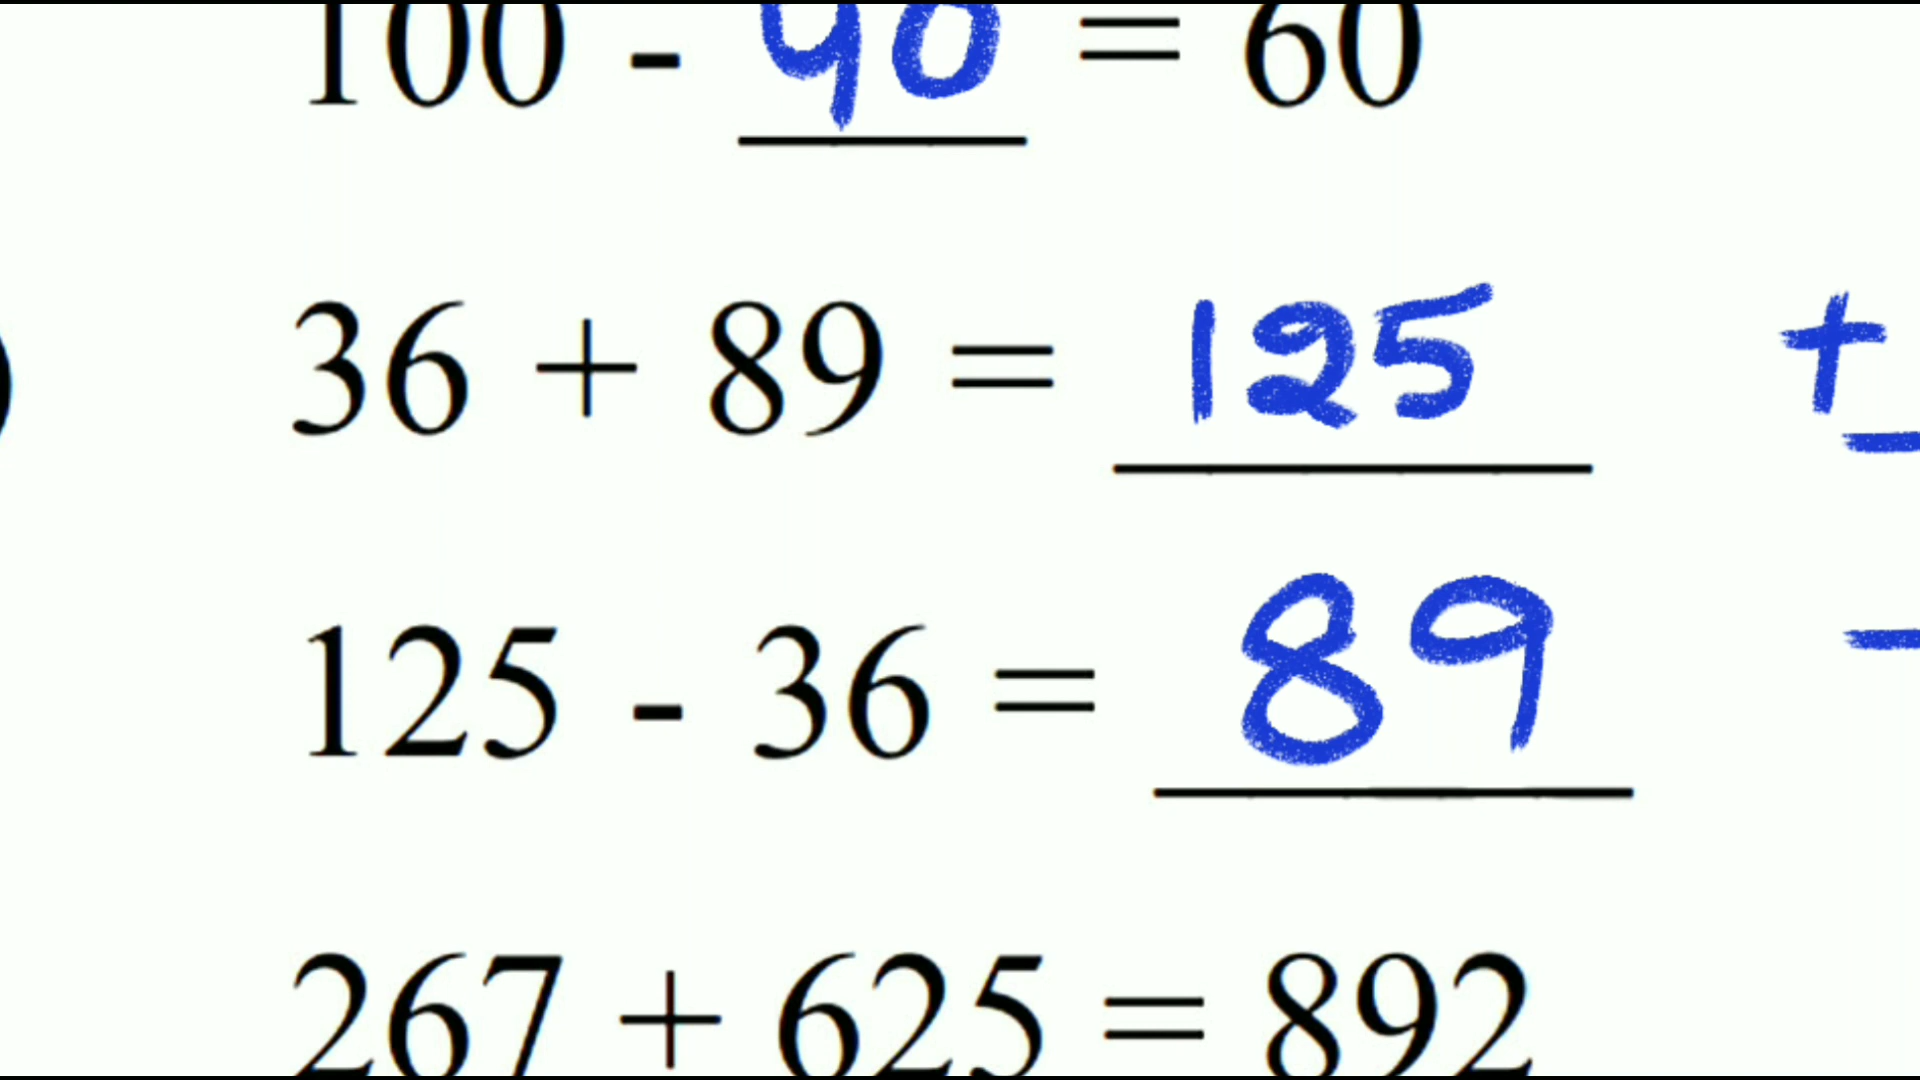 100 - 40 = 60
) 36 + 89 = 125 +
125 - 36 = 89 -
267 + 625 = 892